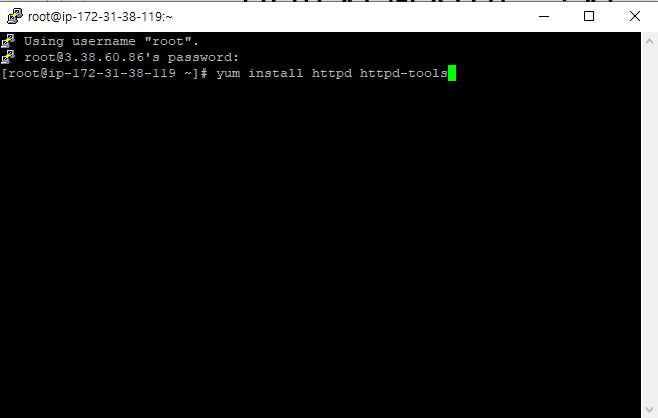 root@ip-172-31-38-119:~
Using username "root".
root@3.38.60.86's password:
[root@ip-172-31-38-119 ~]# yum install httpd httpd-tools